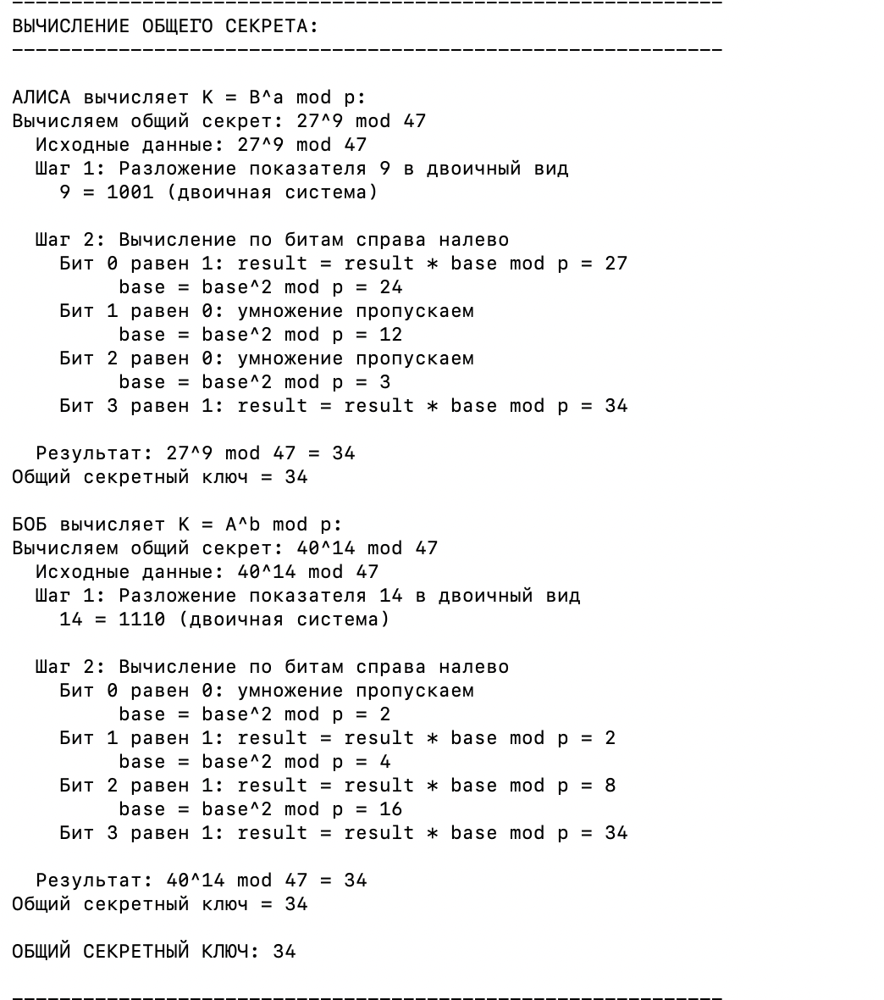 ------------------------------------------------------------
ВЫЧИСЛЕНИЕ ОБЩЕГО СЕКРЕТА:
------------------------------------------------------------
АЛИСА вычисляет K = B^a mod p:
Вычисляем общий секрет: 27^9 mod 47
Исходные данные: 27^9 mod 47
Шаг 1: Разложение показателя 9 в двоичный вид
9 = 1001 (двоичная система)
Шаг 2: Вычисление по битам справа налево
Бит 0 равен 1: result = result * base mod p = 27
base = base^2 mod p = 24
Бит 1 равен 0: умножение пропускаем
base = base^2 mod p = 12
Бит 2 равен 0: умножение пропускаем
base = base^2 mod p = 3
Бит 3 равен 1: result = result * base mod p = 34
Результат: 27^9 mod 47 = 34
Общий секретный ключ = 34
БОБ вычисляет K = A^b mod p:
Вычисляем общий секрет: 40^14 mod 47
Исходные данные: 40^14 mod 47
Шаг 1: Разложение показателя 14 в двоичный вид
14 = 1110 (двоичная система)
Шаг 2: Вычисление по битам справа налево
Бит 0 равен 0: умножение пропускаем
base = base^2 mod p = 2
Бит 1 равен 1: result = result * base mod p = 2
base = base^2 mod p = 4
Бит 2 равен 1: result = result * base mod p = 8
base = base^2 mod p = 16
Бит 3 равен 1: result = result * base mod p = 34
Результат: 40^14 mod 47 = 34
Общий секретный ключ = 34
ОБЩИЙ СЕКРЕТНЫЙ КЛЮЧ: 34
------------------------------------------------------------